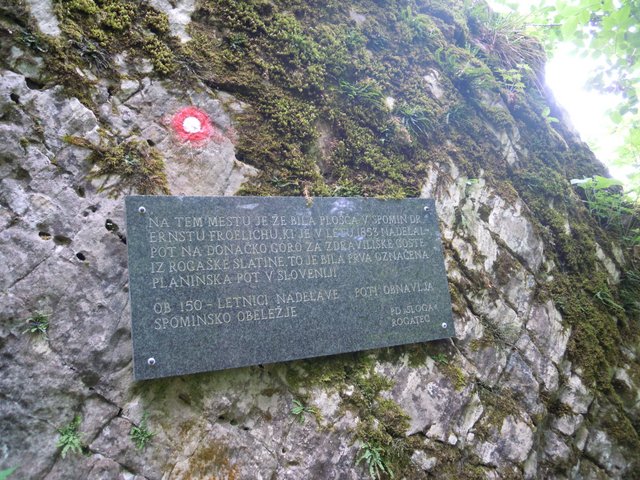 NA TEM MESTU JE ŽE BILA PLOŠČA V SPOMIN DR.
ERNSTU FROELICHU, KI JE V LETU 1853 NADELAL
POT NA DONAČKO GORO ZA ZDRAVILIŠKE GOSTE
IZ ROGAŠKE SLATINE. TO JE BILA PRVA OZNAČENA
PLANINSKA POT V SLOVENIJI
OB 150-LETNICI NADELAVE POTI OBNAVLJA
SPOMINSKO OBELEŽJE
PD »SLOGA«
ROGATEC